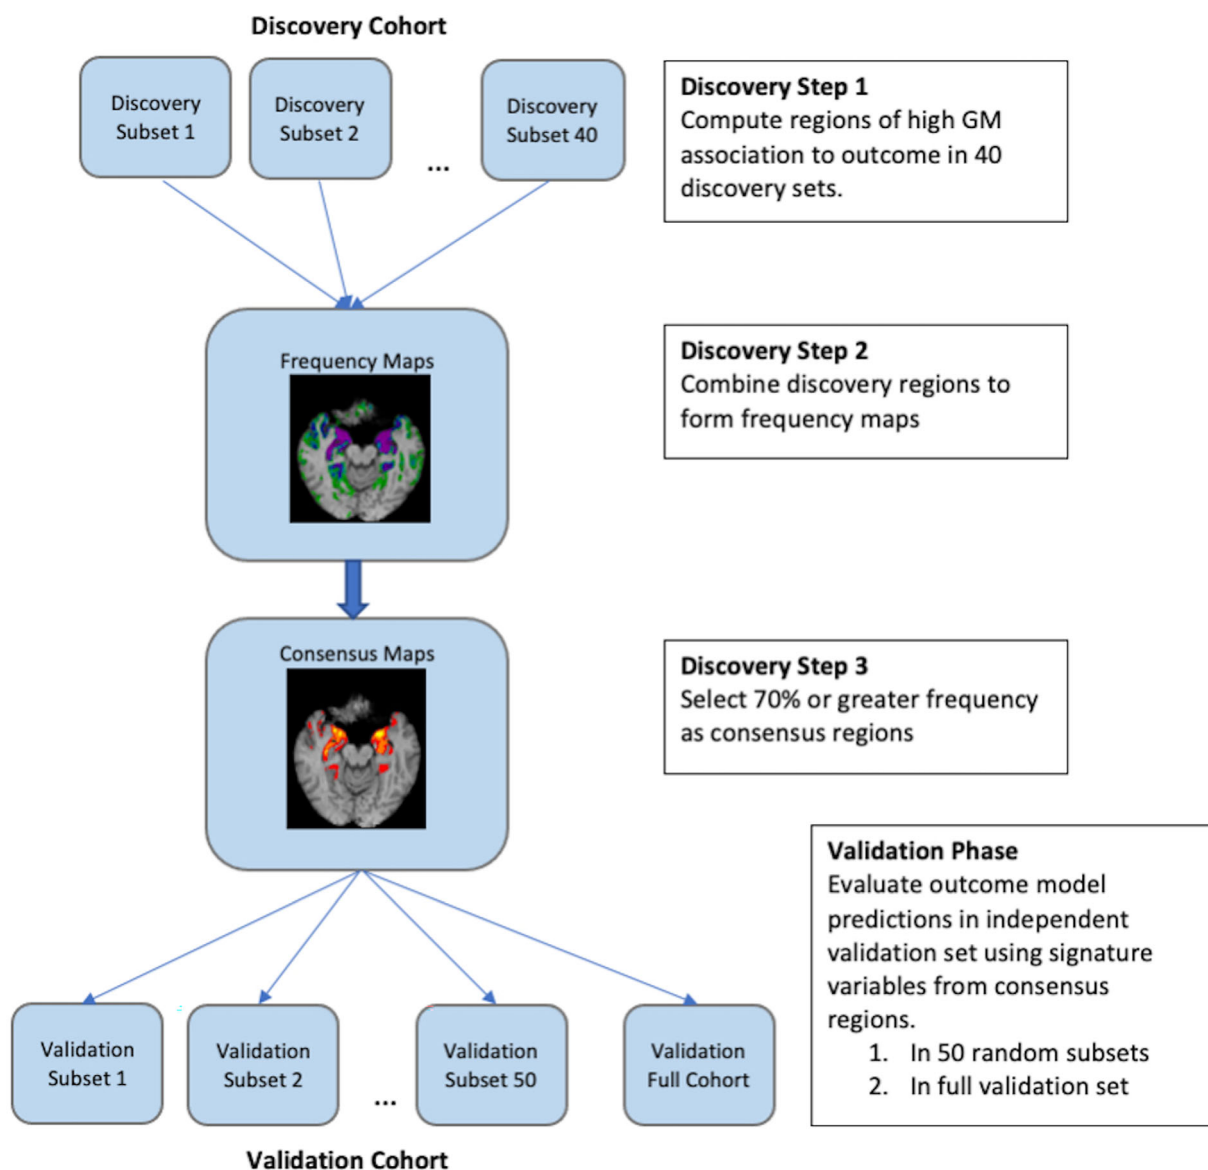 Discovery Cohort
Discovery
Subset 1
Discovery
Subset 2
...
Discovery
Subset 40
Discovery Step 1
Compute regions of high GM
association to outcome in 40
discovery sets.
Frequency Maps
Discovery Step 2
Combine discovery regions to
form frequency maps
Consensus Maps
Discovery Step 3
Select 70% or greater frequency
as consensus regions
Validation Phase
Evaluate outcome model
predictions in independent
validation set using signature
variables from consensus
regions.
1. In 50 random subsets
2. In full validation set
Validation
Subset 1
Validation
Subset 2
...
Validation
Subset 50
Validation
Full Cohort
Validation Cohort